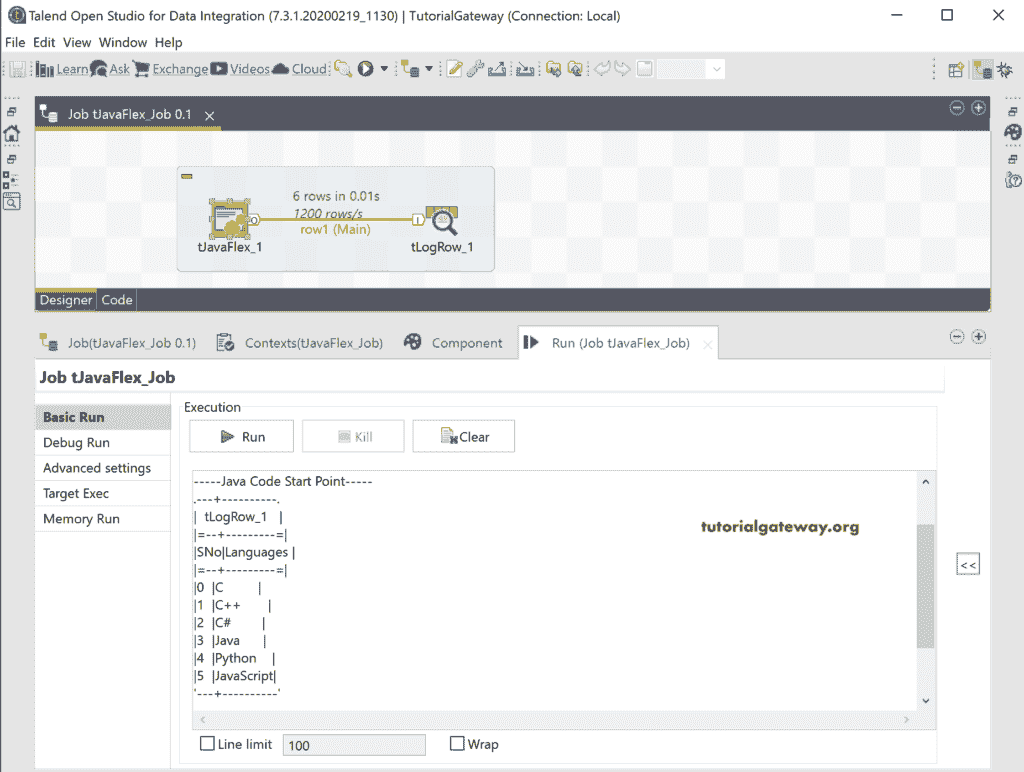 Talend Open Studio for Data Integration (7.3.1.20200219_1130) | TutorialGateway (Connection: Local)
File Edit View Window Help
Learn Ask Exchange Videos Cloud
Job tJavaFlex_Job 0.1
6 rows in 0.01s
1200 rows/s
row1 (Main)
tJavaFlex_1 tLogRow_1
Designer Code
Job(tJavaFlex_Job 0.1) Contexts(tJavaFlex_Job) Component Run (Job tJavaFlex_Job)
Job tJavaFlex_Job
Execution
Basic Run
Debug Run
Advanced settings
Target Exec
Memory Run
Run Kill Clear
-----Java Code Start Point-----
.---+----------.
| tLogRow_1 |
|=--+---------=|
|SNo|Languages |
|=--+---------=|
|0 |C |
|1 |C++ |
|2 |C# |
|3 |Java |
|4 |Python |
|5 |JavaScript|
'---+----------'
tutorialgateway.org
<<
Line limit 100 Wrap